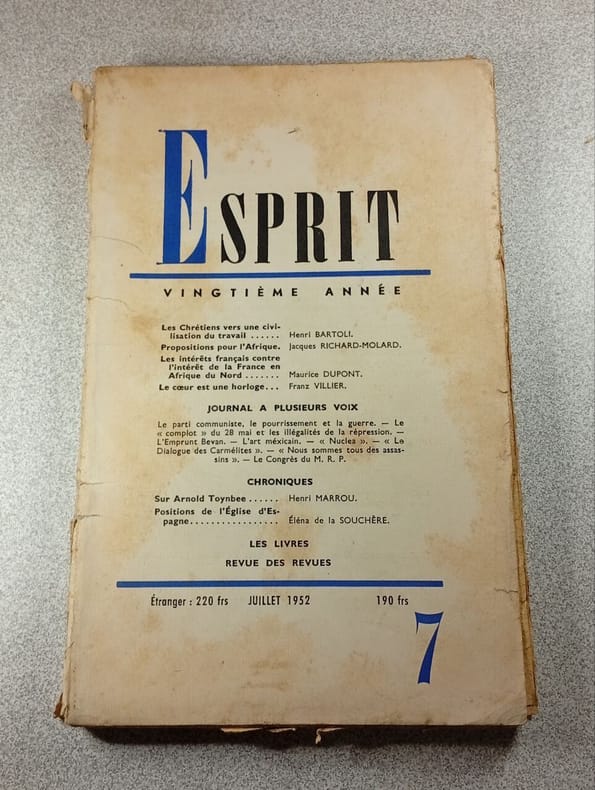 ESPRIT
VINGTIÈME ANNÉE
Les Chrétiens vers une civi-
lisation du travail ...... Henri BARTOLI.
Propositions pour l'Afrique. Jacques RICHARD-MOLARD.
Les intérêts français contre
l'intérêt de la France en
Afrique du Nord ....... Maurice DUPONT.
Le cœur est une horloge... Franz VILLIER.
JOURNAL A PLUSIEURS VOIX
Le parti communiste, le pourrissement et la guerre. — Le
« complot » du 28 mai et les illégalités de la répression. —
L'Emprunt Bevan. — L'art méxicain. — « Nuclea ». — « Le
Dialogue des Carmélites ». — « Nous sommes tous des assas-
sins ». — Le Congrès du M. R. P.
CHRONIQUES
Sur Arnold Toynbee ...... Henri MARROU.
Positions de l'Église d'Es-
pagne................. Éléna de la SOUCHÈRE.
LES LIVRES
REVUE DES REVUES
Étranger : 220 frs JUILLET 1952 190 frs
7